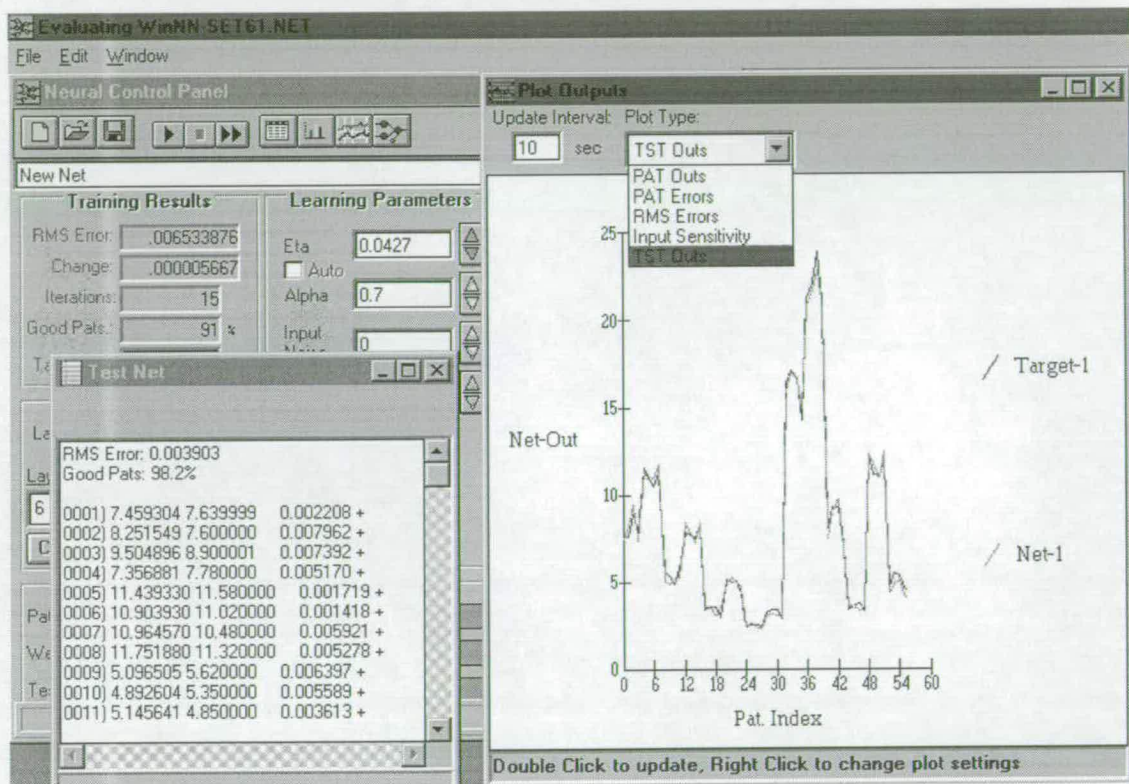 Evaluating WinNN-SET61.NET
File Edit Window
Neural Control Panel
New Net
Training Results
RMS Error: .006533876
Change: .000005667
Iterations: 15
Good Pats.: 91 %
Learning Parameters
Eta 0.0427
Auto
Alpha 0.7
Input 0
6
Test Net
RMS Error: 0.003903
Good Pats: 98.2%
0001) 7.459304 7.639999 0.002208 +
0002) 8.251549 7.600000 0.007962 +
0003) 9.504896 8.900001 0.007392 +
0004) 7.356881 7.780000 0.005170 +
0005) 11.439330 11.580000 0.001719 +
0006) 10.903930 11.020000 0.001418 +
0007) 10.964570 10.480000 0.005921 +
0008) 11.751880 11.320000 0.005278 +
0009) 5.096505 5.620000 0.006397 +
0010) 4.892604 5.350000 0.005589 +
0011) 5.145641 4.850000 0.003613 +
Plot Outputs
Update Interval: Plot Type:
10 sec TST Outs
PAT Outs
PAT Errors
RMS Errors
Input Sensitivity
TST Outs
25
20
15
10
5
0
Net-Out
0 6 12 18 24 30 36 42 48 54 60
Pat. Index
Target-1
Net-1
Double Click to update, Right Click to change plot settings